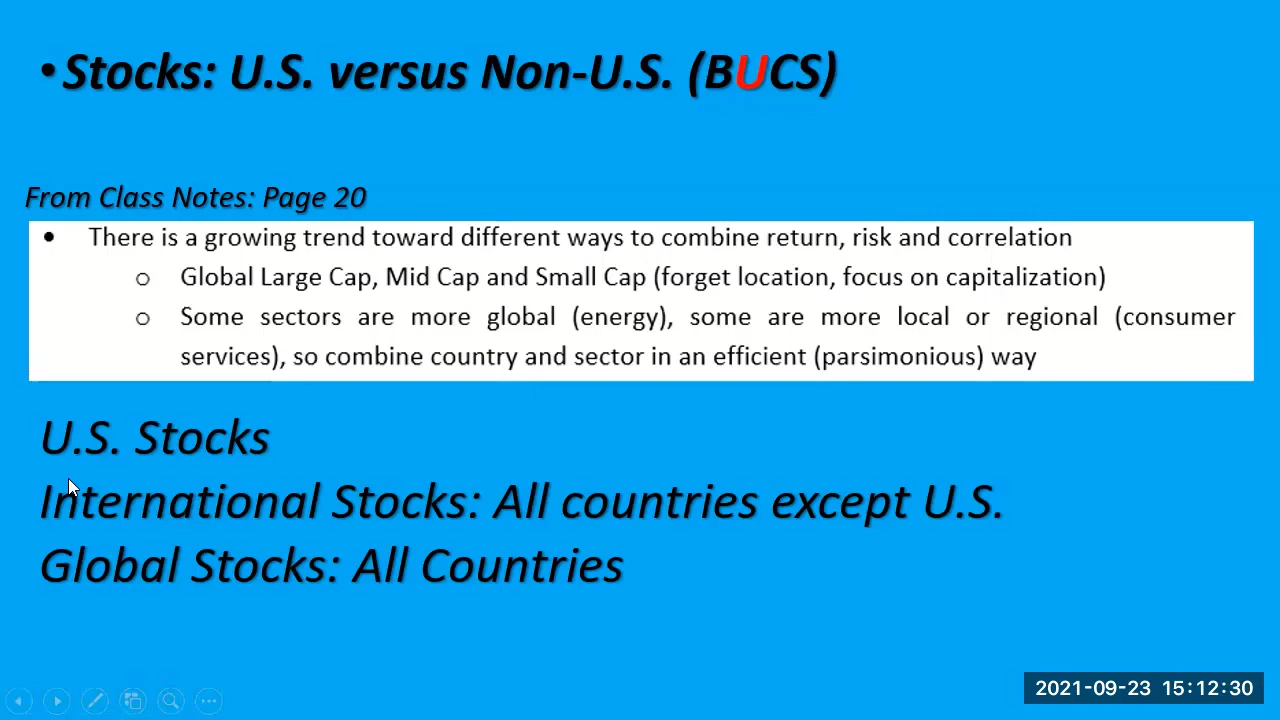 •Stocks: U.S. versus Non-U.S. (BUCS)
From Class Notes: Page 20
• There is a growing trend toward different ways to combine return, risk and correlation
o Global Large Cap, Mid Cap and Small Cap (forget location, focus on capitalization)
o Some sectors are more global (energy), some are more local or regional (consumer
services), so combine country and sector in an efficient (parsimonious) way
U.S. Stocks
International Stocks: All countries except U.S.
Global Stocks: All Countries
2021-09-23 15:12:30